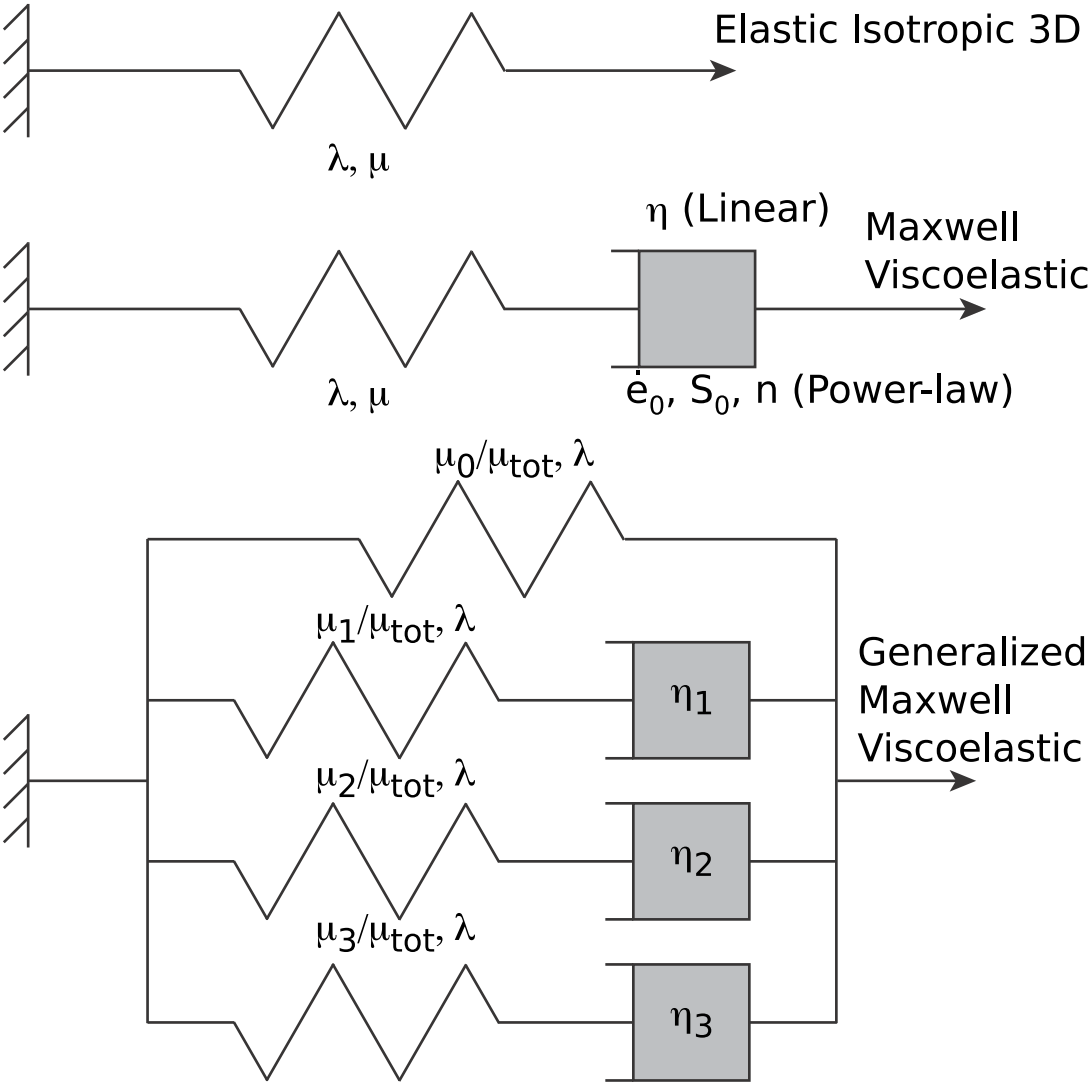 Elastic Isotropic 3D
λ, μ
η (Linear)
Maxwell
Viscoelastic
λ, μ
ė₀, S₀, n (Power-law)
μ₀/μtot, λ
μ₁/μtot, λ
η₁
Generalized
Maxwell
Viscoelastic
μ₂/μtot, λ
η₂
μ₃/μtot, λ
η₃